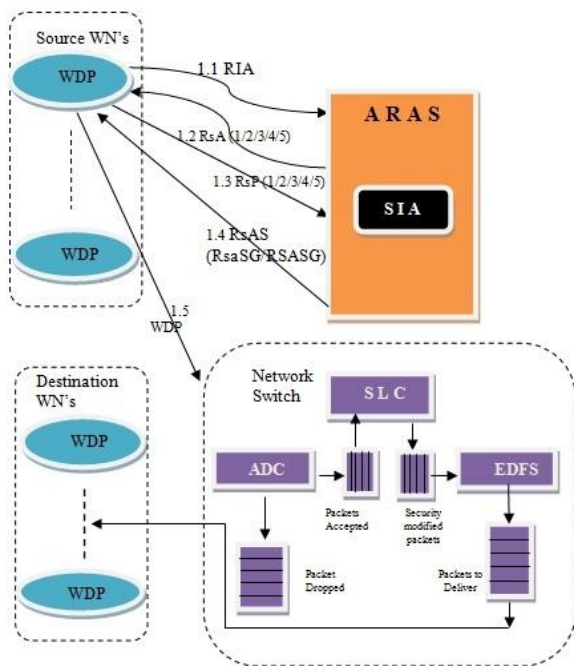 Source WN's
WDP
WDP
1.1 RIA
1.2 RsA (1/2/3/4/5)
1.3 RsP (1/2/3/4/5)
1.4 RsAS
(RsaSG/RSASG)
A R A S
S I A
1.5
WDP
Destination
WN's
WDP
WDP
Network
Switch
S L C
ADC
EDFS
Packets
Accepted
Security
modified
packets
Packet
Dropped
Packets to
Deliver